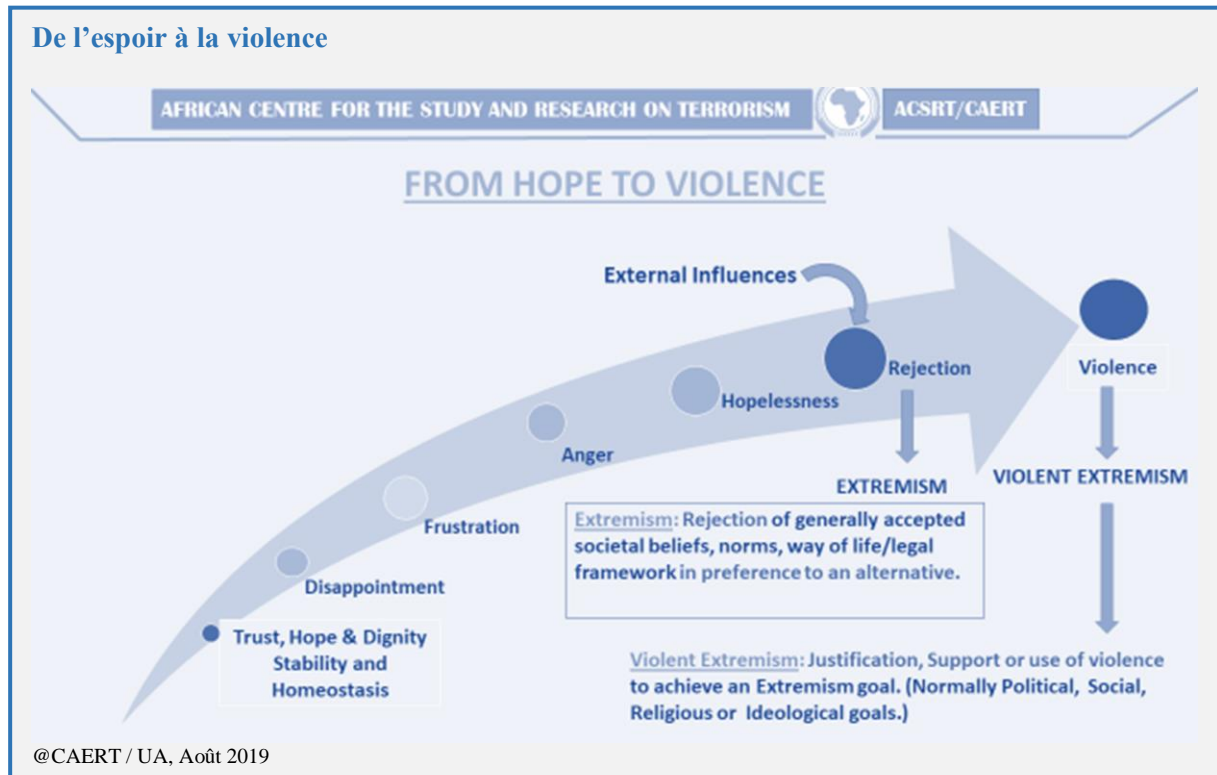 De l'espoir à la violence
AFRICAN CENTRE FOR THE STUDY AND RESEARCH ON TERRORISM
ACSRT/CAERT
FROM HOPE TO VIOLENCE
External Influences
Rejection
Violence
Hopelessness
Anger
EXTREMISM
VIOLENT EXTREMISM
Frustration
Extremism: Rejection of generally accepted
societal beliefs, norms, way of life/legal
framework in preference to an alternative.
Disappointment
Trust, Hope & Dignity
Stability and
Homeostasis
Violent Extremism: Justification, Support or use of violence
to achieve an Extremism goal. (Normally Political, Social,
Religious or Ideological goals.)
@CAERT / UA, Août 2019